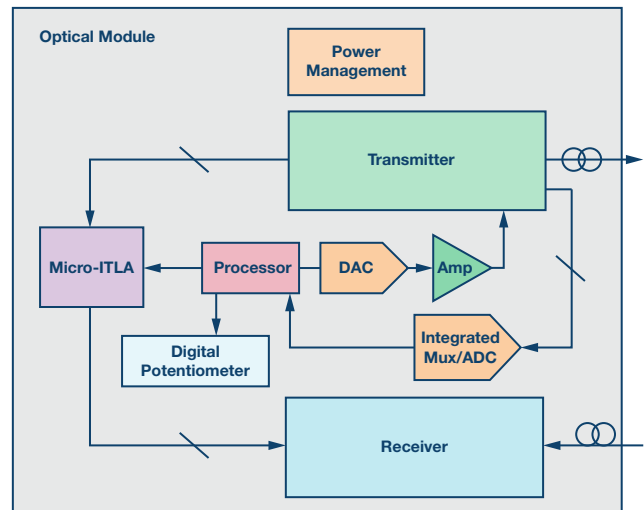 Optical Module
Power
Management
Transmitter
Micro-ITLA
Processor
DAC
Amp
Digital
Potentiometer
Integrated
Mux/ADC
Receiver